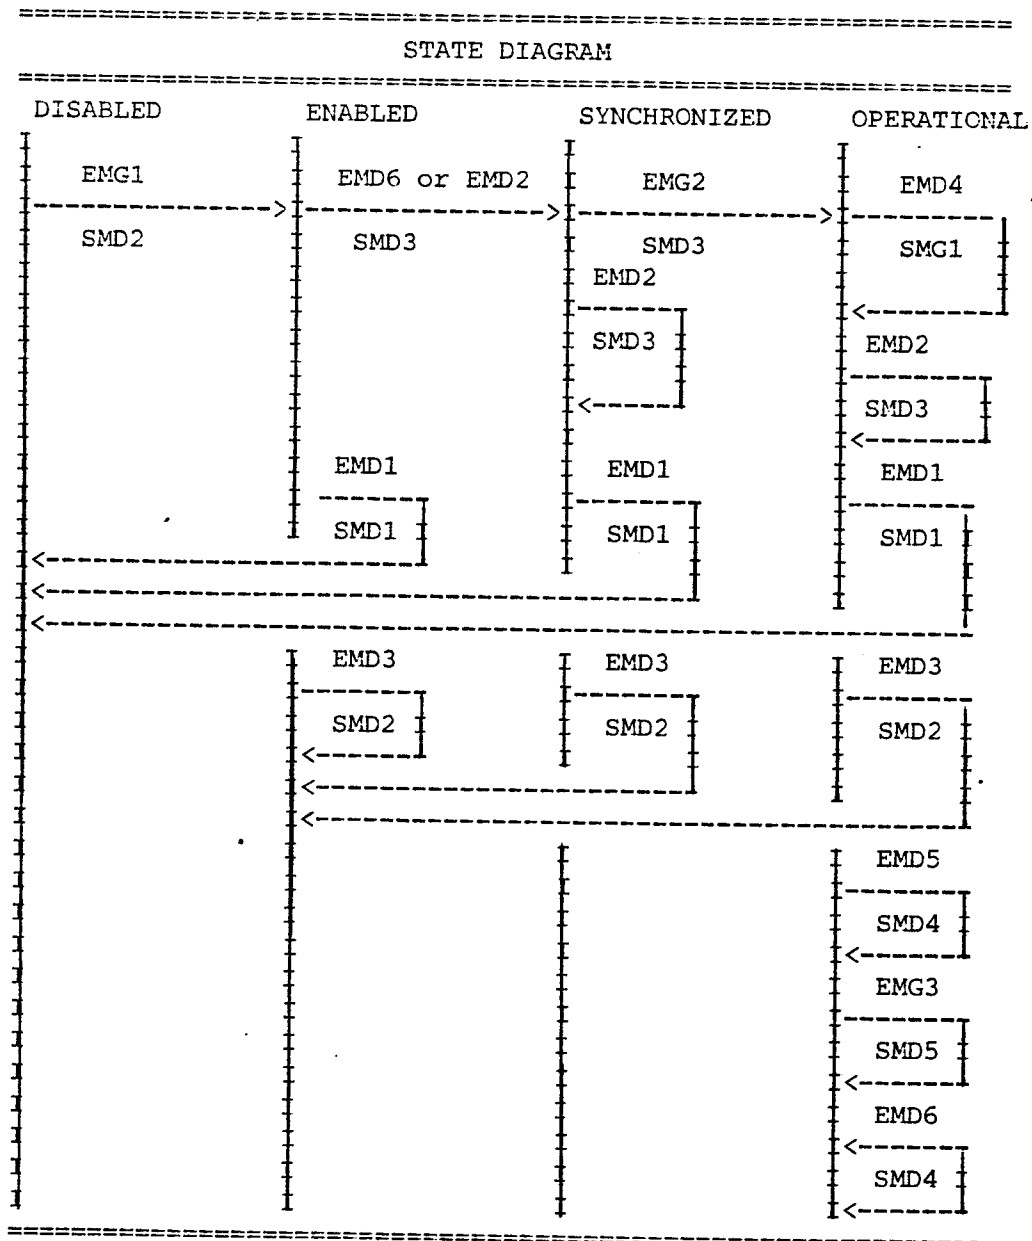 STATE DIAGRAM
DISABLED ENABLED SYNCHRONIZED OPERATIONAL
EMG1 EMD6 or EMD2 EMG2 EMD4
SMD2 SMD3 SMD3 SMG1
EMD2
SMD3 EMD2
SMD3
EMD1 EMD1 EMD1
SMD1 SMD1 SMD1
EMD3 EMD3 EMD3
SMD2 SMD2 SMD2
EMD5
SMD4
EMG3
SMD5
EMD6
SMD4